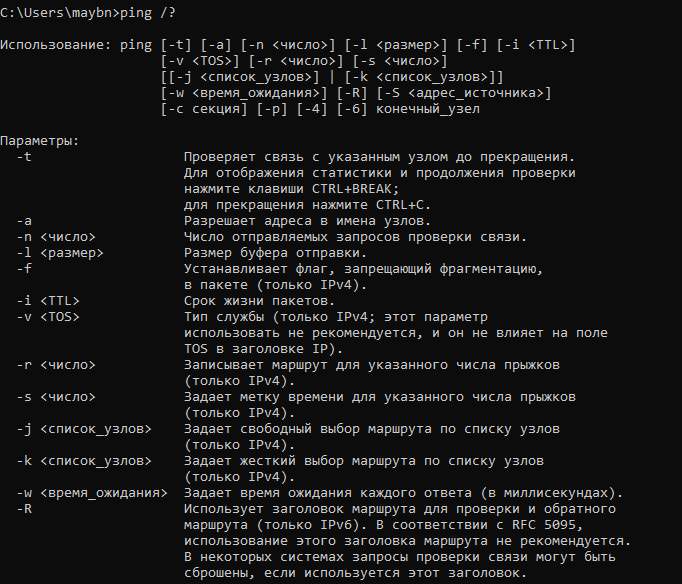 C:\Users\maybn>ping /?
Использование: ping [-t] [-a] [-n <число>] [-l <размер>] [-f] [-i <TTL>]
[-v <TOS>] [-r <число>] [-s <число>]
[[-j <список_узлов>] | [-k <список_узлов>]]
[-w <время_ожидания>] [-R] [-S <адрес_источника>]
[-c секция] [-p] [-4] [-6] конечный_узел
Параметры:
-t Проверяет связь с указанным узлом до прекращения.
Для отображения статистики и продолжения проверки
нажмите клавиши CTRL+BREAK;
для прекращения нажмите CTRL+C.
-a Разрешает адреса в имена узлов.
-n <число> Число отправляемых запросов проверки связи.
-l <размер> Размер буфера отправки.
-f Устанавливает флаг, запрещающий фрагментацию,
в пакете (только IPv4).
-i <TTL> Срок жизни пакетов.
-v <TOS> Тип службы (только IPv4; этот параметр
использовать не рекомендуется, и он не влияет на поле
TOS в заголовке IP).
-r <число> Записывает маршрут для указанного числа прыжков
(только IPv4).
-s <число> Задает метку времени для указанного числа прыжков
(только IPv4).
-j <список_узлов> Задает свободный выбор маршрута по списку узлов
(только IPv4).
-k <список_узлов> Задает жесткий выбор маршрута по списку узлов
(только IPv4).
-w <время_ожидания> Задает время ожидания каждого ответа (в миллисекундах).
-R Использует заголовок маршрута для проверки и обратного
маршрута (только IPv6). В соответствии с RFC 5095,
использование этого заголовка маршрута не рекомендуется.
В некоторых системах запросы проверки связи могут быть
сброшены, если используется этот заголовок.